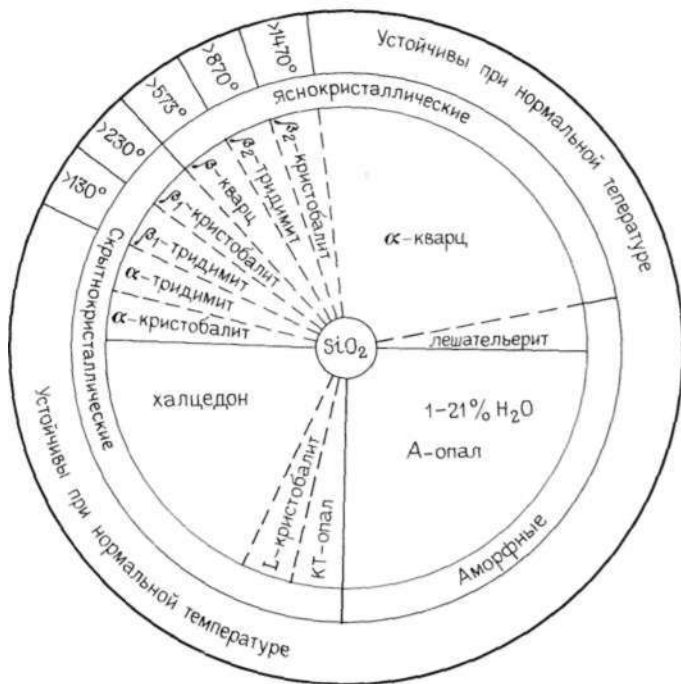 Устойчивы при нормальной тепературе
>1470°
>870°
>573°
>230°
>130°
Яснокристаллические
β₂-кристобалит
β₂-тридимит
β-кварц
β₁-кристобалит
β₁-тридимит
α-тридимит
α-кристобалит
α-кварц
SiO₂
лешательерит
Скрытнокристаллические
халцедон
1-21% H₂O
А-опал
L-кристобалит
КТ-опал
Аморфные
Устойчивы при нормальной температуре